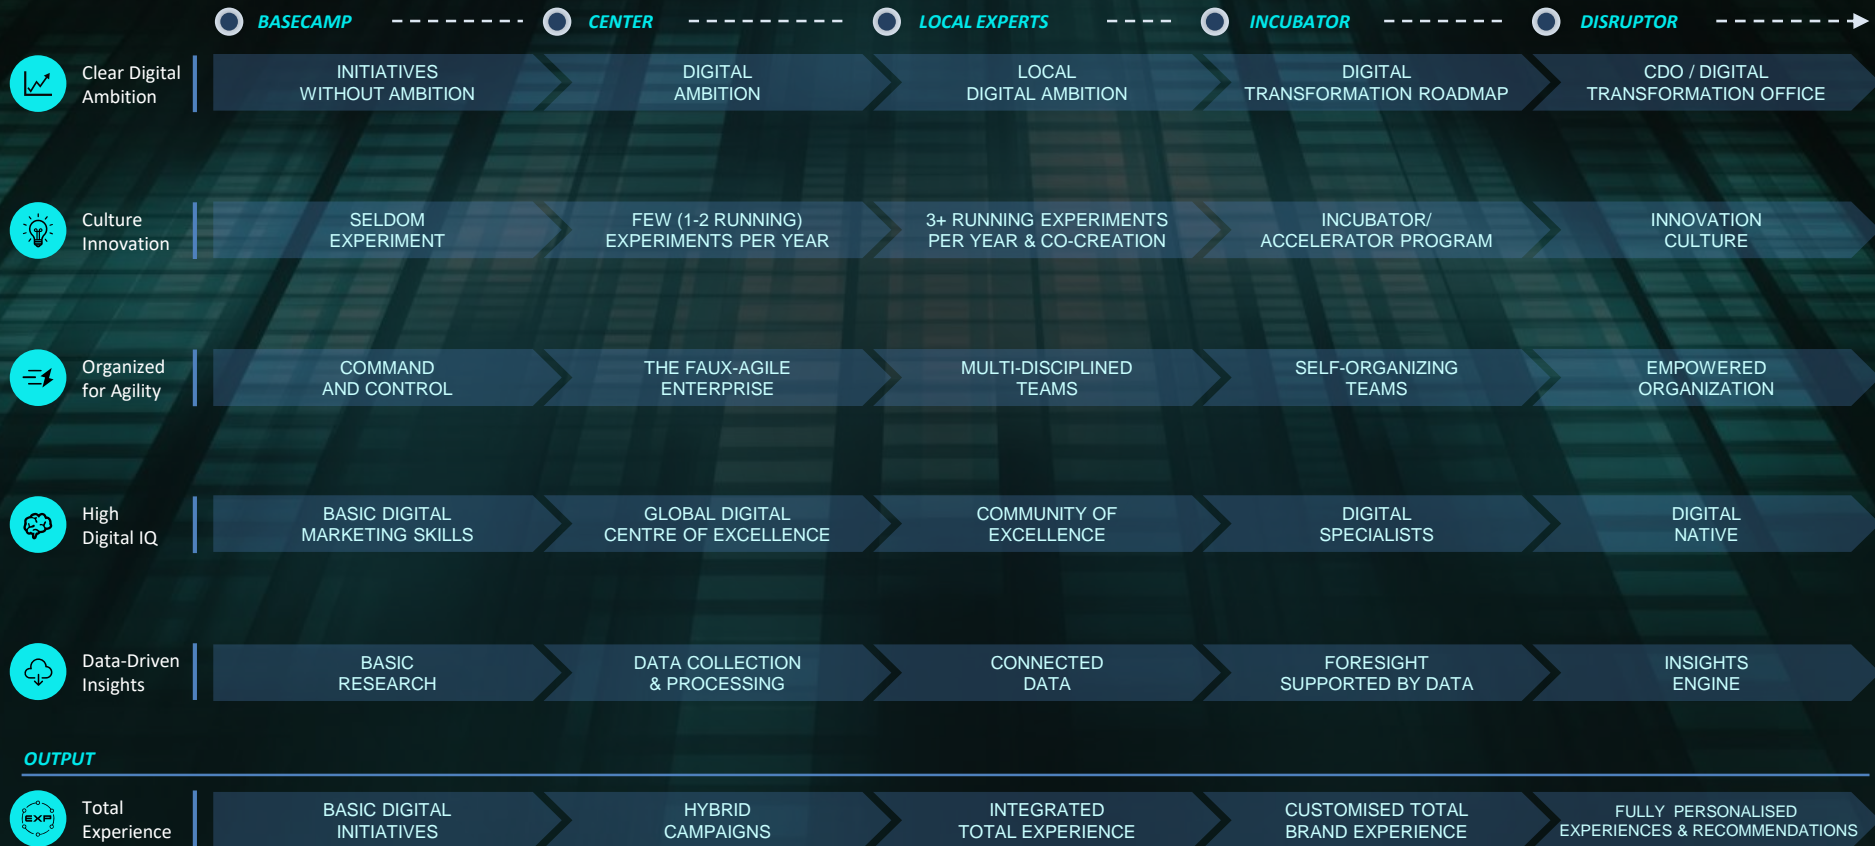 BASECAMP
CENTER
LOCAL EXPERTS
INCUBATOR
DISRUPTOR
Clear Digital
Ambition
INITIATIVES
WITHOUT AMBITION
DIGITAL
AMBITION
LOCAL
DIGITAL AMBITION
DIGITAL
TRANSFORMATION ROADMAP
CDO / DIGITAL
TRANSFORMATION OFFICE
Culture
Innovation
SELDOM
EXPERIMENT
FEW (1-2 RUNNING)
EXPERIMENTS PER YEAR
3+ RUNNING EXPERIMENTS
PER YEAR & CO-CREATION
INCUBATOR/
ACCELERATOR PROGRAM
INNOVATION
CULTURE
Organized
for Agility
COMMAND
AND CONTROL
THE FAUX-AGILE
ENTERPRISE
MULTI-DISCIPLINED
TEAMS
SELF-ORGANIZING
TEAMS
EMPOWERED
ORGANIZATION
High
Digital IQ
BASIC DIGITAL
MARKETING SKILLS
GLOBAL DIGITAL
CENTRE OF EXCELLENCE
COMMUNITY OF
EXCELLENCE
DIGITAL
SPECIALISTS
DIGITAL
NATIVE
Data-Driven
Insights
BASIC
RESEARCH
DATA COLLECTION
& PROCESSING
CONNECTED
DATA
FORESIGHT
SUPPORTED BY DATA
INSIGHTS
ENGINE
OUTPUT
EXP
Total
Experience
BASIC DIGITAL
INITIATIVES
HYBRID
CAMPAIGNS
INTEGRATED
TOTAL EXPERIENCE
CUSTOMISED TOTAL
BRAND EXPERIENCE
FULLY PERSONALISED
EXPERIENCES & RECOMMENDATIONS